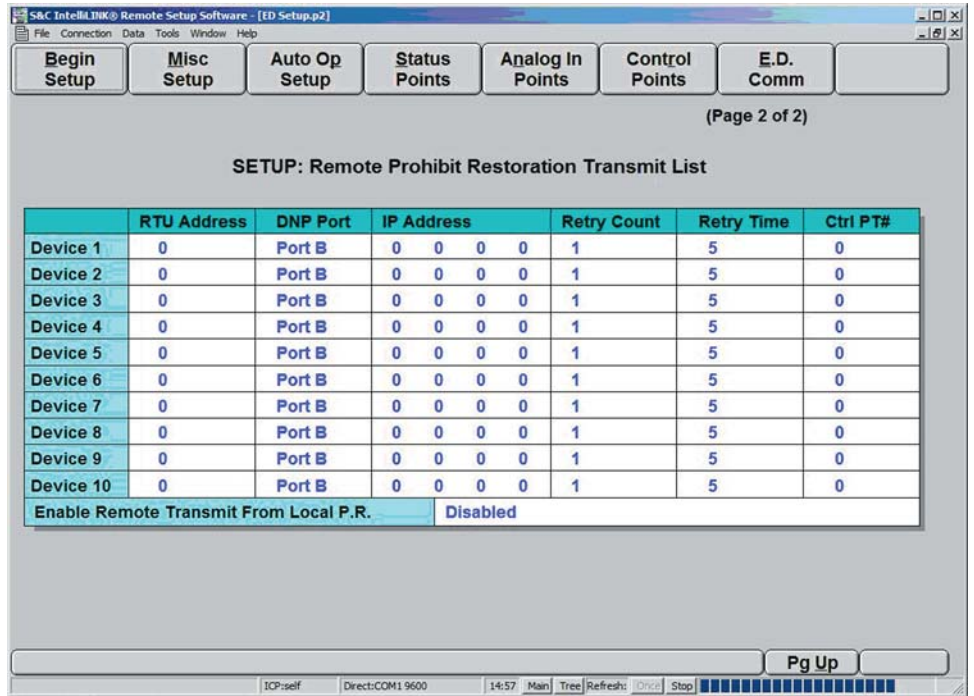 S&C IntelliLINK® Remote Setup Software - [ED Setup.p2]
File Connection Data Tools Window Help
Begin Setup Misc Setup Auto Op Setup Status Points Analog In Points Control Points E.D. Comm
(Page 2 of 2)
SETUP: Remote Prohibit Restoration Transmit List
RTU Address DNP Port IP Address Retry Count Retry Time Ctrl PT#
Device 1 0 Port B 0 0 0 0 1 5 0
Device 2 0 Port B 0 0 0 0 1 5 0
Device 3 0 Port B 0 0 0 0 1 5 0
Device 4 0 Port B 0 0 0 0 1 5 0
Device 5 0 Port B 0 0 0 0 1 5 0
Device 6 0 Port B 0 0 0 0 1 5 0
Device 7 0 Port B 0 0 0 0 1 5 0
Device 8 0 Port B 0 0 0 0 1 5 0
Device 9 0 Port B 0 0 0 0 1 5 0
Device 10 0 Port B 0 0 0 0 1 5 0
Enable Remote Transmit From Local P.R. Disabled
Pg Up
ICP:self Direct:COM1 9600 14:57 Main Tree Refresh: Once Stop